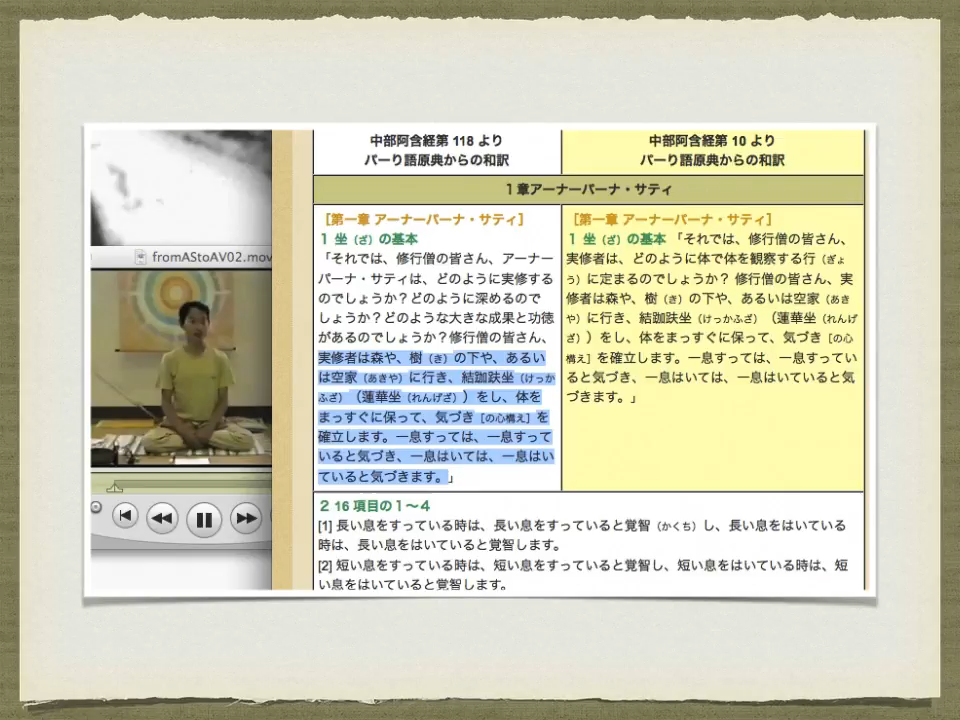 fromAStoAV02.mov
中部阿含経第 118 より
パーリ語原典からの和訳
中部阿含経第 10 より
パーリ語原典からの和訳
1 章アーナーパーナ・サティ
［第一章 アーナーパーナ・サティ］
1 坐（ざ）の基本
「それでは、修行僧の皆さん、アーナー
パーナ・サティは、どのように実修する
のでしょうか？どのように深めるので
しょうか？どのような大きな成果と功徳
があるのでしょうか？修行僧の皆さん、
実修者は森や、樹（き）の下や、あるい
は空家（あきや）に行き、結跏趺坐（けっか
ふざ）（蓮華坐（れんげざ））をし、体を
まっすぐに保って、気づき［の心構え］を
確立します。一息すっては、一息すって
いると気づき、一息はいては、一息はい
ていると気づきます。」
［第一章 アーナーパーナ・サティ］
1 坐（ざ）の基本 「それでは、修行僧の皆さん、
実修者は、どのように体で体を観察する行（ぎょ
う）に定まるのでしょうか？ 修行僧の皆さん、実
修者は森や、樹（き）の下や、あるいは空家（あき
や）に行き、結跏趺坐（けっかふざ）（蓮華坐（れんげ
ざ））をし、体をまっすぐに保って、気づき［の心
構え］を確立します。一息すっては、一息すってい
ると気づき、一息はいては、一息はいていると気
づきます。」
2 16 項目の１〜４
[1] 長い息をすっている時は、長い息をすっていると覚智（かくち）し、長い息をはいている
時は、長い息をはいていると覚智します。
[2] 短い息をすっている時は、短い息をすっていると覚智し、短い息をはいている時は、短
い息をはいていると覚智します。